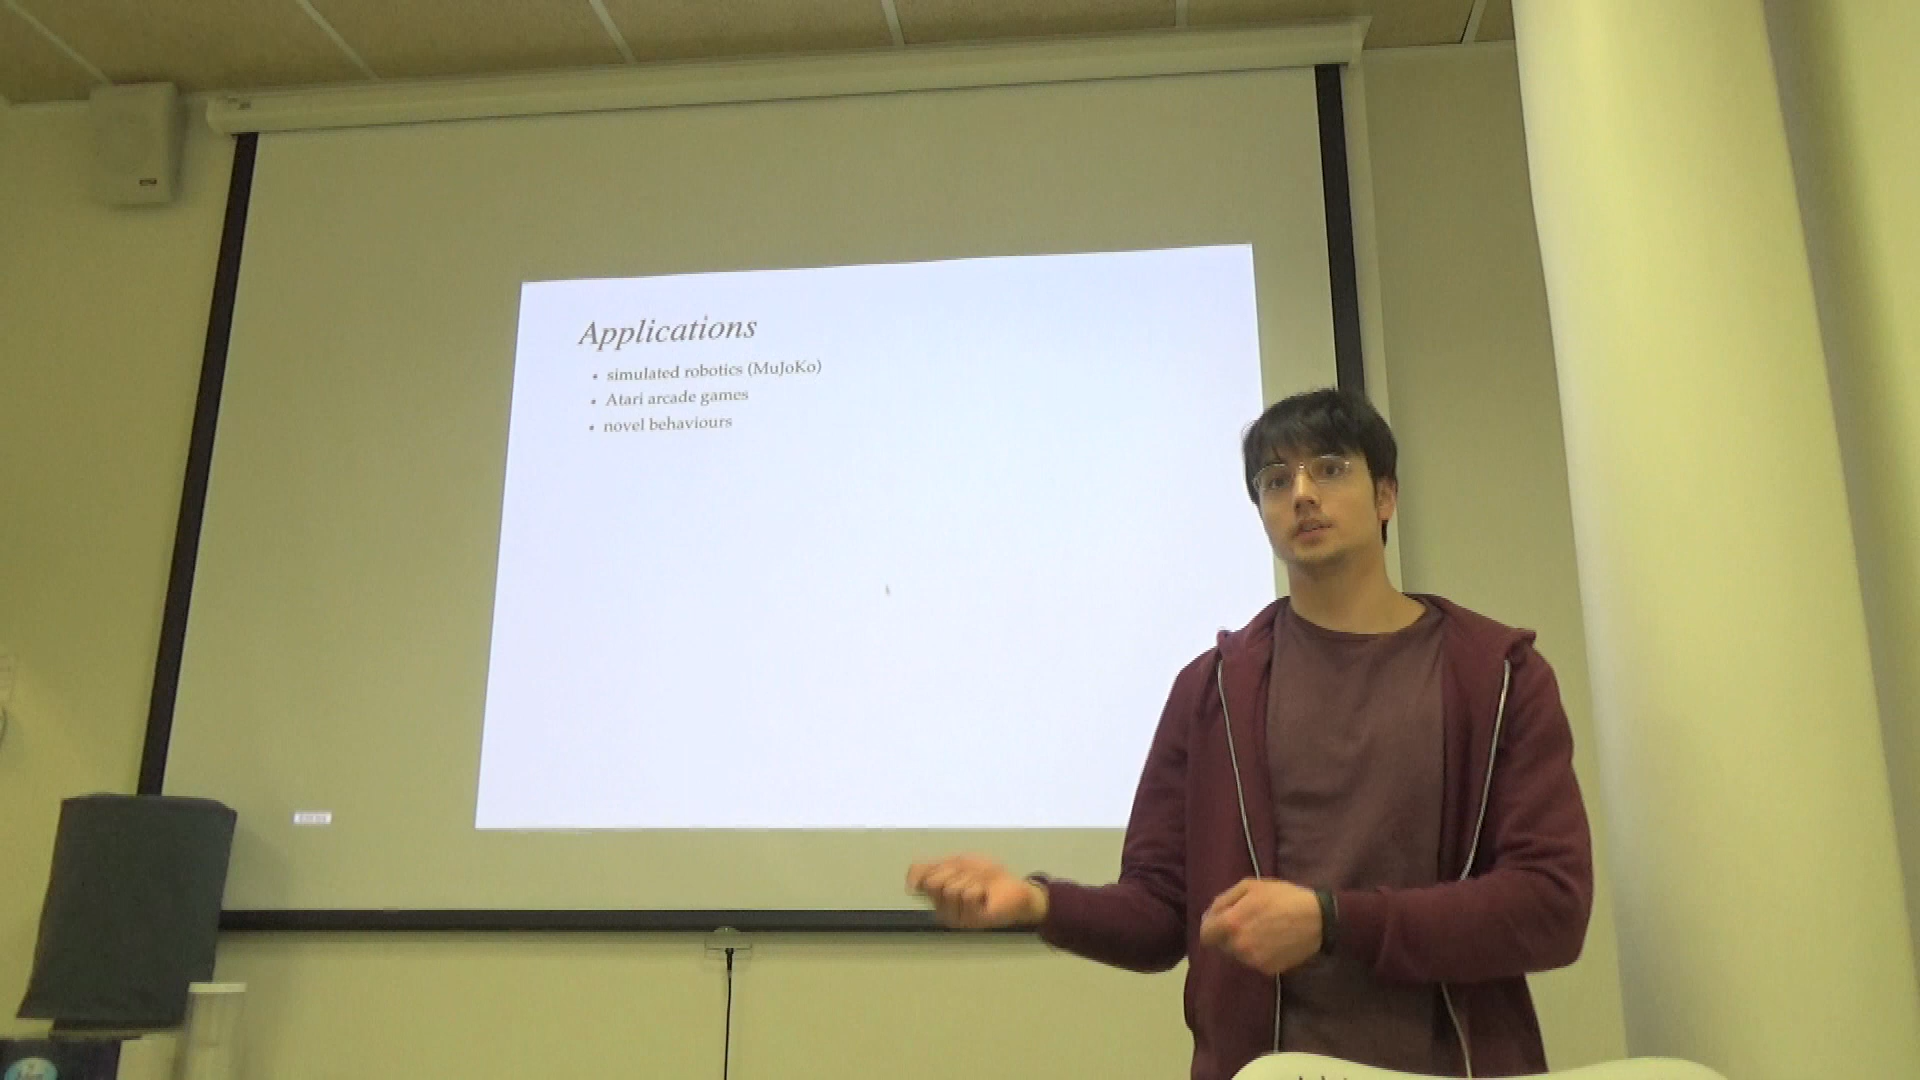 Applications
• simulated robotics (MuJoKo)
• Atari arcade games
• novel behaviours